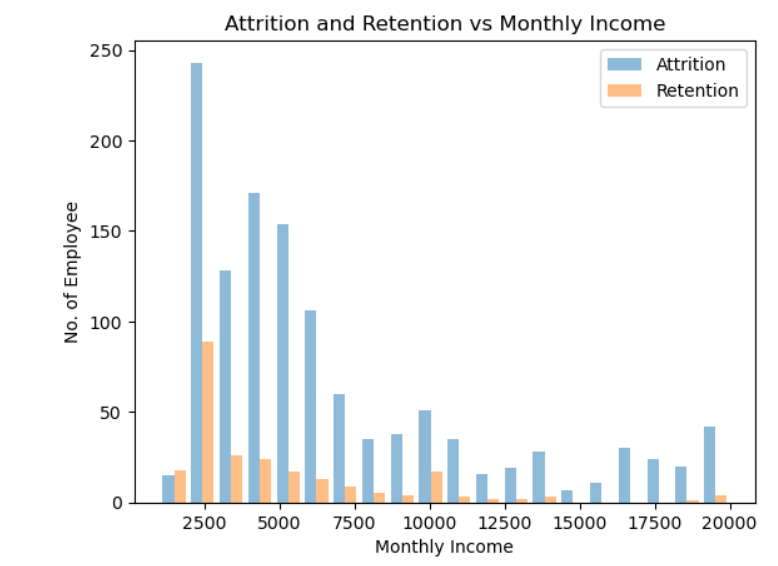 Attrition and Retention vs Monthly Income
Attrition
Retention
250
200
150
100
50
0
No. of Employee
2500 5000 7500 10000 12500 15000 17500 20000
Monthly Income